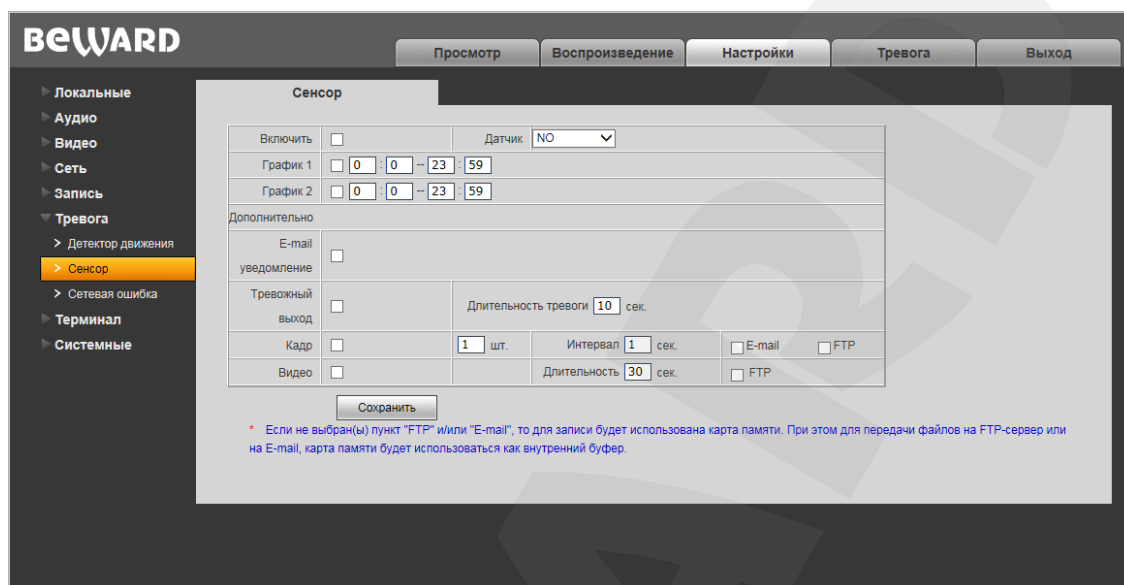 BEWARD
Просмотр Воспроизведение Настройки Тревога Выход
Локальные
Аудио
Видео
Сеть
Запись
Тревога
> Детектор движения
> Сенсор
> Сетевая ошибка
Терминал
Системные
Сенсор
Включить Датчик NO
График 1 0 : 0 -- 23 : 59
График 2 0 : 0 -- 23 : 59
Дополнительно
E-mail
уведомление
Тревожный
выход
Длительность тревоги 10 сек.
Кадр 1 шт. Интервал 1 сек. E-mail FTP
Видео Длительность 30 сек. FTP
Сохранить
* Если не выбран(ы) пункт "FTP" и/или "E-mail", то для записи будет использована карта памяти. При этом для передачи файлов на FTP-сервер или
на E-mail, карта памяти будет использоваться как внутренний буфер.